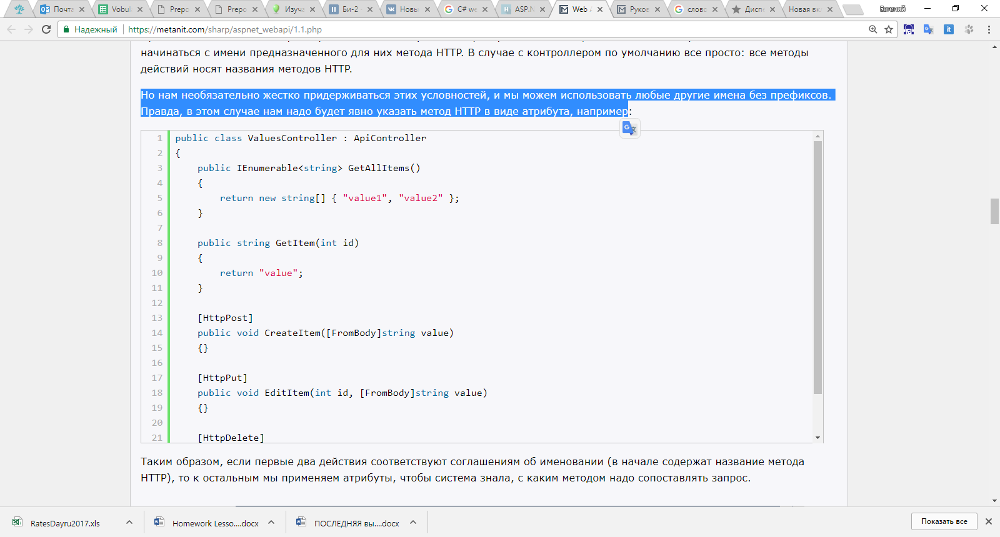 Почта
Vobul
Prepo
Prepo
Изуча
Би-2 -
Новы
C# we
ASP.N
Web A
Руков
словс
Диспе
Новая вкл
Евгений
Надежный
https://metanit.com/sharp/aspnet_webapi/1.1.php
начинаться с имени предназначенного для них метода HTTP. В случае с контроллером по умолчанию все просто: все методы
действий носят названия методов HTTP.
Но нам необязательно жестко придерживаться этих условностей, и мы можем использовать любые другие имена без префиксов.
Правда, в этом случае нам надо будет явно указать метод HTTP в виде атрибута, например:
1 public class ValuesController : ApiController
2 {
3 public IEnumerable<string> GetAllItems()
4 {
5 return new string[] { "value1", "value2" };
6 }
7
8 public string GetItem(int id)
9 {
10 return "value";
11 }
12
13 [HttpPost]
14 public void CreateItem([FromBody]string value)
15 {}
16
17 [HttpPut]
18 public void EditItem(int id, [FromBody]string value)
19 {}
20
21 [HttpDelete]
Таким образом, если первые два действия соответствуют соглашениям об именовании (в начале содержат название метода
HTTP), то к остальным мы применяем атрибуты, чтобы система знала, с каким методом надо сопоставлять запрос.
RatesDayru2017.xls
Homework Lesso....docx
ПОСЛЕДНЯЯ вы....docx
Показать все